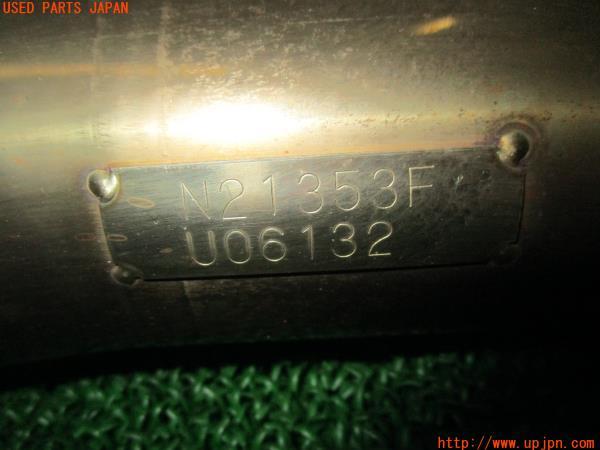 USED PARTS JAPAN
N21353F
U06132
http://www.upjpn.com/